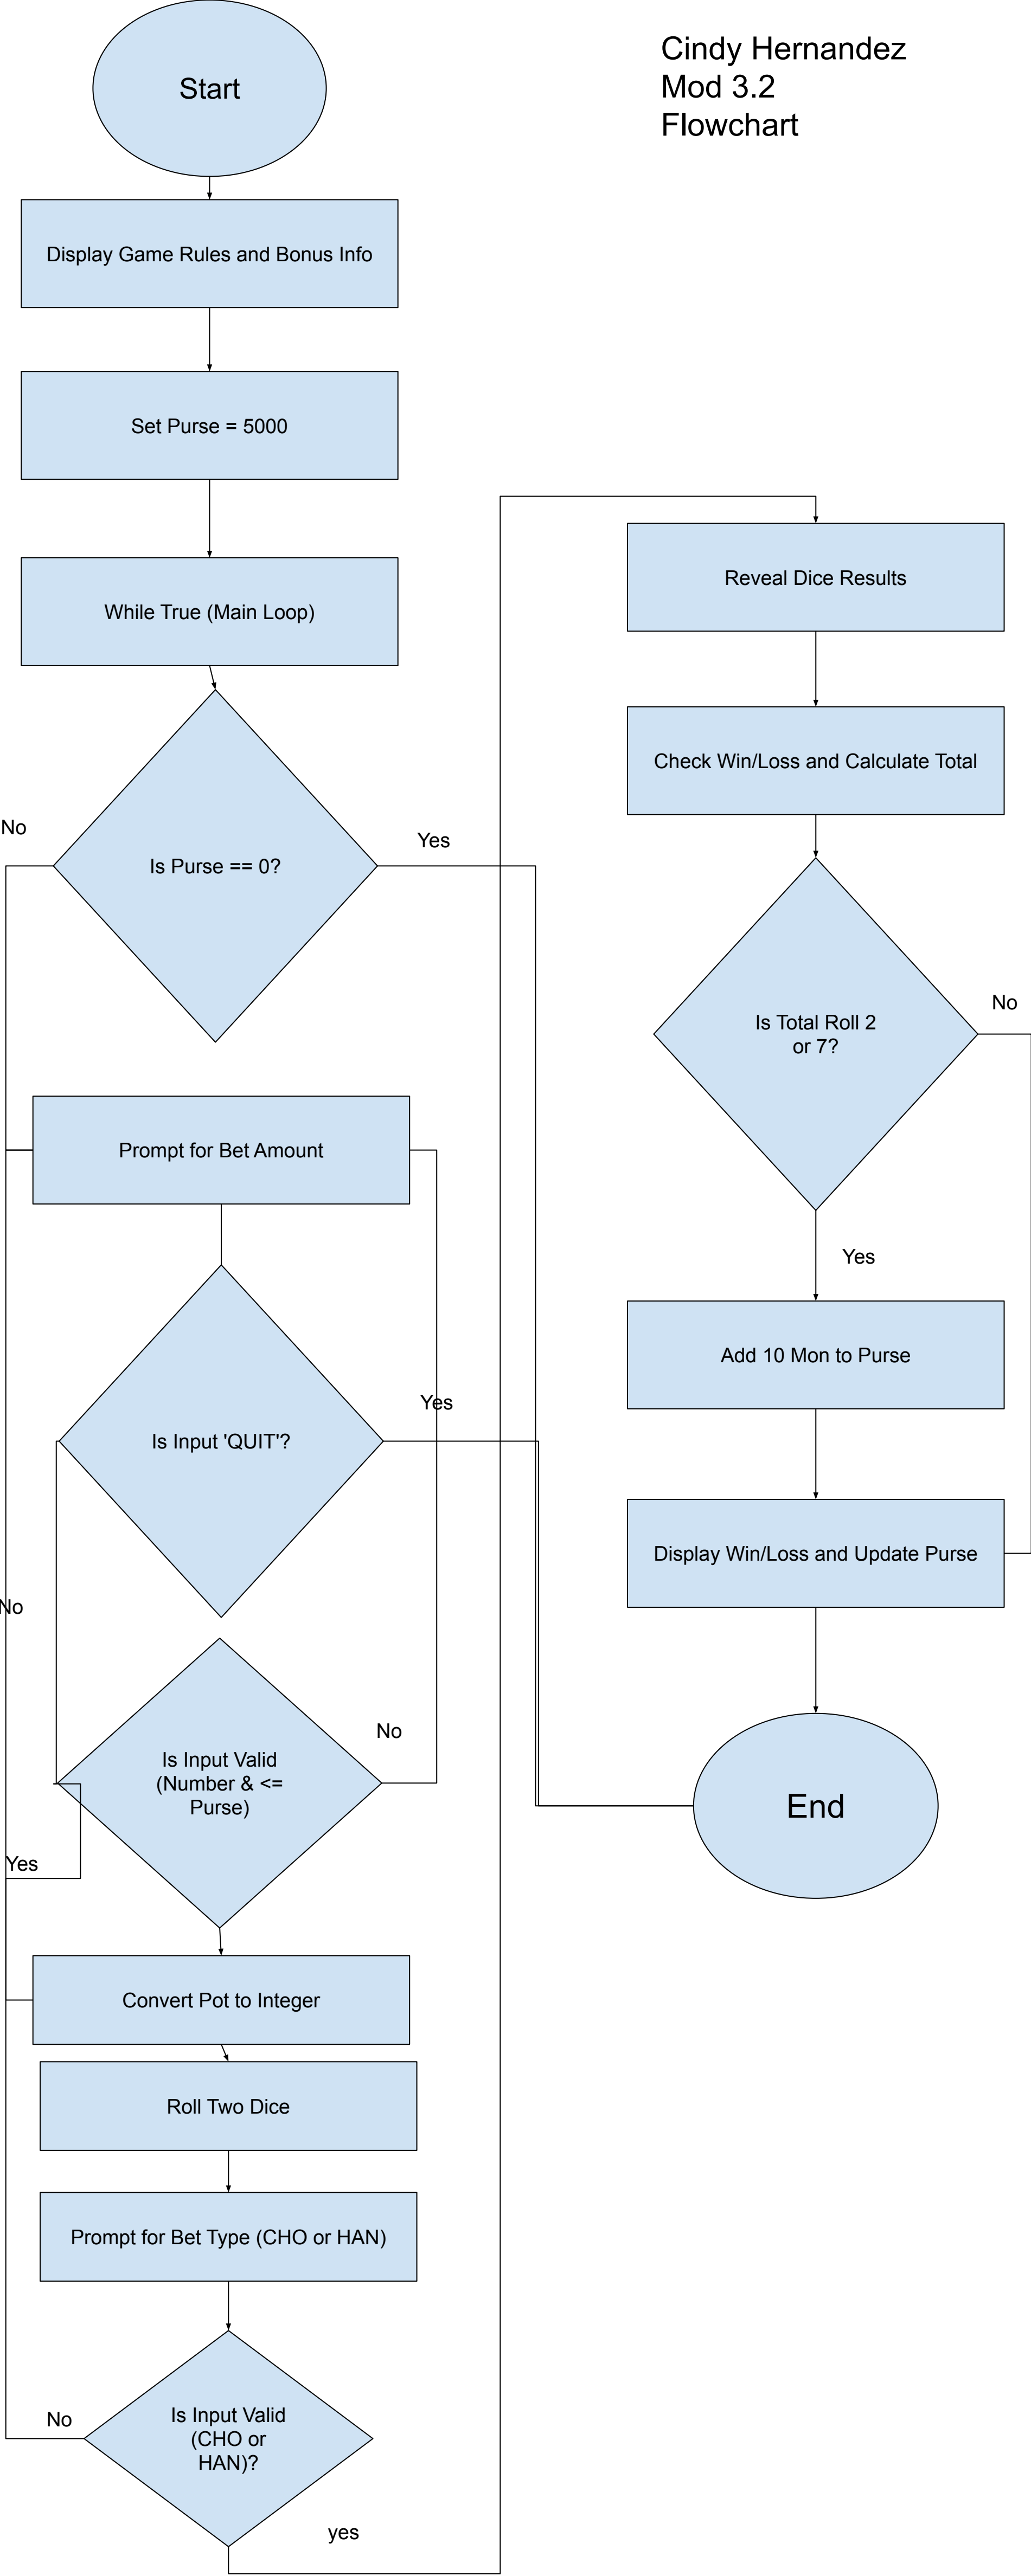 Cindy Hernandez
Mod 3.2
Flowchart
Start
Display Game Rules and Bonus Info
Set Purse = 5000
While True (Main Loop)
No
Yes
Is Purse == 0?
Prompt for Bet Amount
Yes
Is Input 'QUIT'?
No
No
Is Input Valid
(Number & <=
Purse)
Yes
Convert Pot to Integer
Roll Two Dice
Prompt for Bet Type (CHO or HAN)
No
Is Input Valid
(CHO or
HAN)?
yes
Reveal Dice Results
Check Win/Loss and Calculate Total
No
Is Total Roll 2
or 7?
Yes
Add 10 Mon to Purse
Display Win/Loss and Update Purse
End